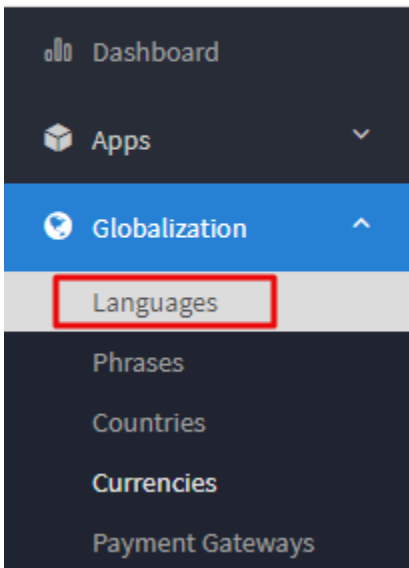 Dashboard
Apps
Globalization
Languages
Phrases
Countries
Currencies
Payment Gateways